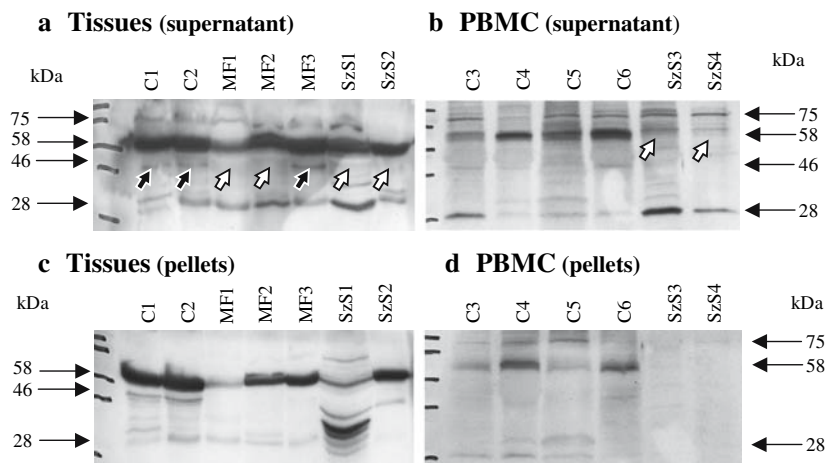 a Tissues (supernatant)
kDa
C1 C2 MF1 MF2 MF3 SzS1 SzS2
75
58
46
28
b PBMC (supernatant)
kDa
C3 C4 C5 C6 SzS3 SzS4
75
58
46
28
c Tissues (pellets)
kDa
C1 C2 MF1 MF2 MF3 SzS1 SzS2
58
46
28
d PBMC (pellets)
C3 C4 C5 C6 SzS3 SzS4
kDa
75
58
28